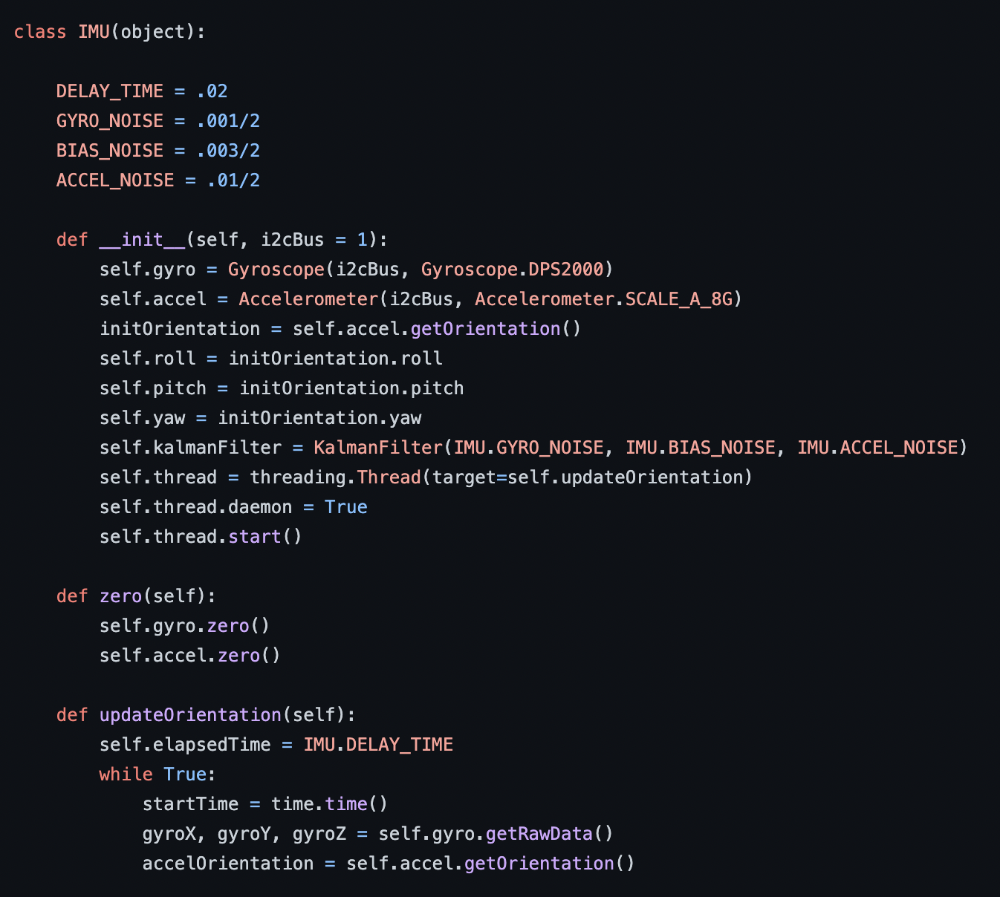 class IMU(object):

    DELAY_TIME = .02
    GYRO_NOISE = .001/2
    BIAS_NOISE = .003/2
    ACCEL_NOISE = .01/2

    def __init__(self, i2cBus = 1):
        self.gyro = Gyroscope(i2cBus, Gyroscope.DPS2000)
        self.accel = Accelerometer(i2cBus, Accelerometer.SCALE_A_8G)
        initOrientation = self.accel.getOrientation()
        self.roll = initOrientation.roll
        self.pitch = initOrientation.pitch
        self.yaw = initOrientation.yaw
        self.kalmanFilter = KalmanFilter(IMU.GYRO_NOISE, IMU.BIAS_NOISE, IMU.ACCEL_NOISE)
        self.thread = threading.Thread(target=self.updateOrientation)
        self.thread.daemon = True
        self.thread.start()

    def zero(self):
        self.gyro.zero()
        self.accel.zero()

    def updateOrientation(self):
        self.elapsedTime = IMU.DELAY_TIME
        while True:
            startTime = time.time()
            gyroX, gyroY, gyroZ = self.gyro.getRawData()
            accelOrientation = self.accel.getOrientation()